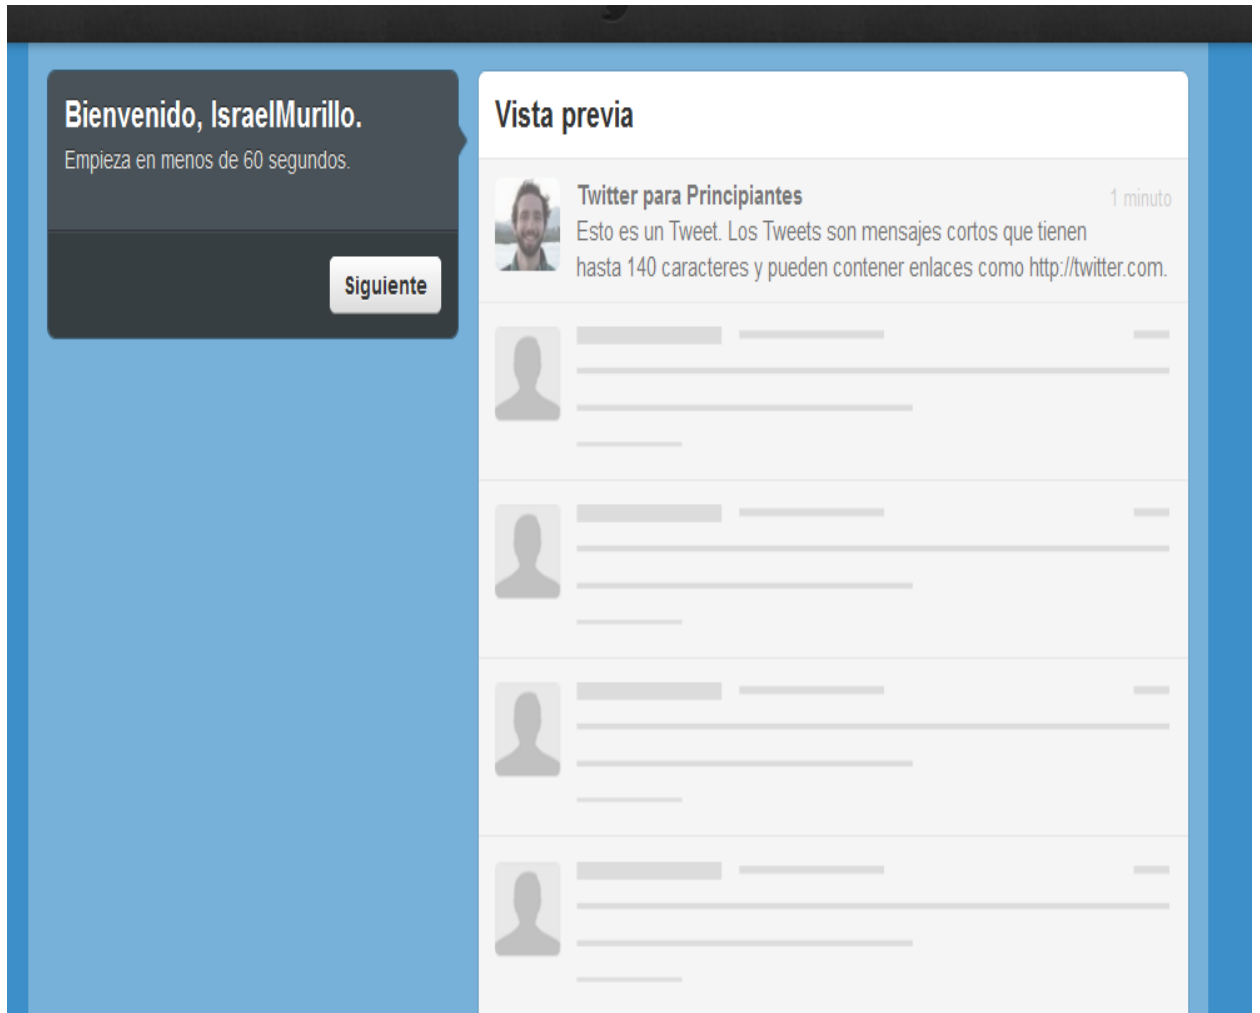 Bienvenido, IsraelMurillo.
Empieza en menos de 60 segundos.
Siguiente
Vista previa
Twitter para Principiantes 1 minuto
Esto es un Tweet. Los Tweets son mensajes cortos que tienen
hasta 140 caracteres y pueden contener enlaces como http://twitter.com.